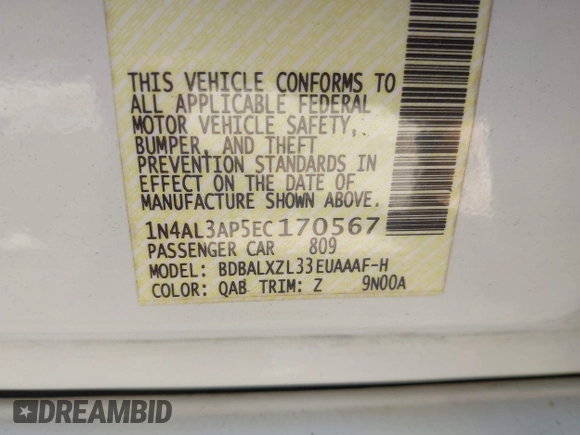 THIS VEHICLE CONFORMS TO
ALL APPLICABLE FEDERAL
MOTOR VEHICLE SAFETY,
BUMPER, AND THEFT
PREVENTION STANDARDS IN
EFFECT ON THE DATE OF
MANUFACTURE SHOWN ABOVE.
1N4AL3AP5EC170567
PASSENGER CAR 809
MODEL: BDBALXZL33EUAAAF-H
COLOR: QAB TRIM: Z 9N00A
DREAMBID